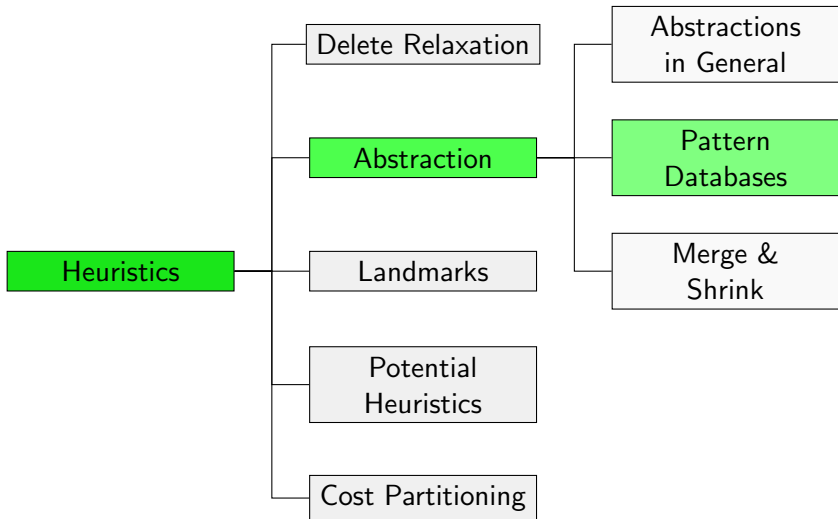 Heuristics
Delete Relaxation
Abstraction
Landmarks
Potential
Heuristics
Cost Partitioning
Abstractions
in General
Pattern
Databases
Merge &
Shrink